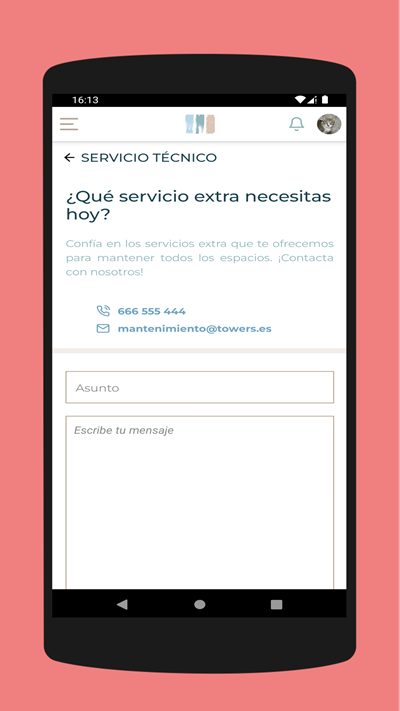 16:13
SERVICIO TÉCNICO
¿Qué servicio extra necesitas
hoy?
Confía en los servicios extra que te ofrecemos
para mantener todos los espacios. ¡Contacta
con nosotros!
666 555 444
mantenimiento@towers.es
Asunto
Escribe tu mensaje